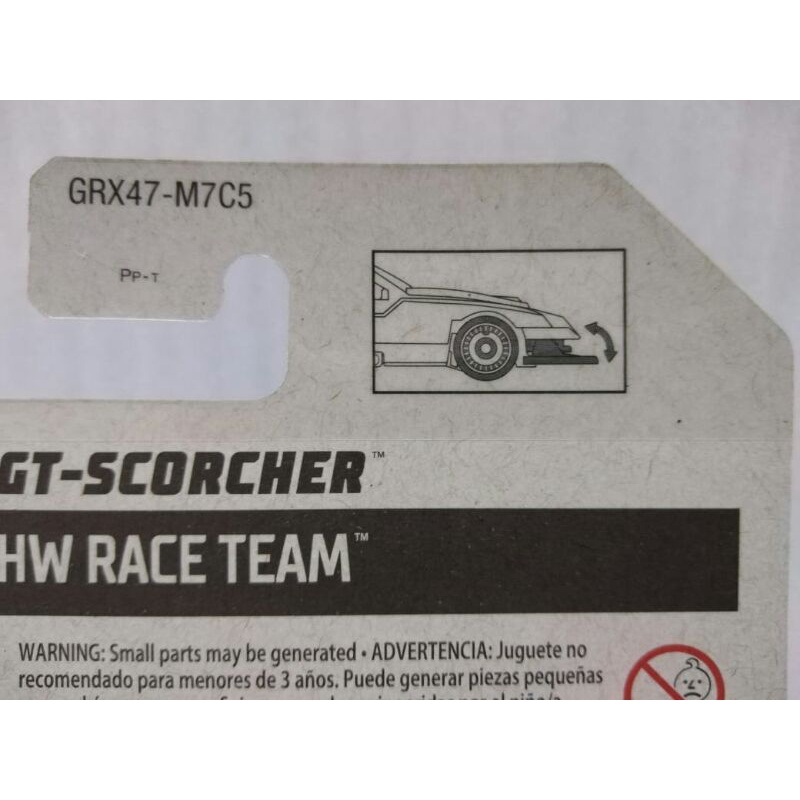 GRX47-M7C5
PP-T
GT-SCORCHER™
HW RACE TEAM™
WARNING: Small parts may be generated • ADVERTENCIA: Juguete no
recomendado para menores de 3 años. Puede generar piezas pequeñas